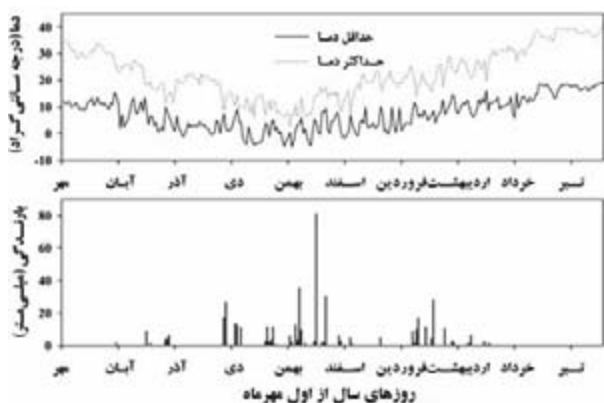 دما (درجه سانتی گراد)
40
30
20
10
0
-10
حداقل دما
حداکثر دما
مهر آبان آذر دی بهمن اسفند فروردین اردیبهشت خرداد تیر
بارندگی (میلی‌متر)
80
60
40
20
0
مهر آبان آذر دی بهمن اسفند فروردین اردیبهشت خرداد تیر
روزهای سال از اول مهرماه